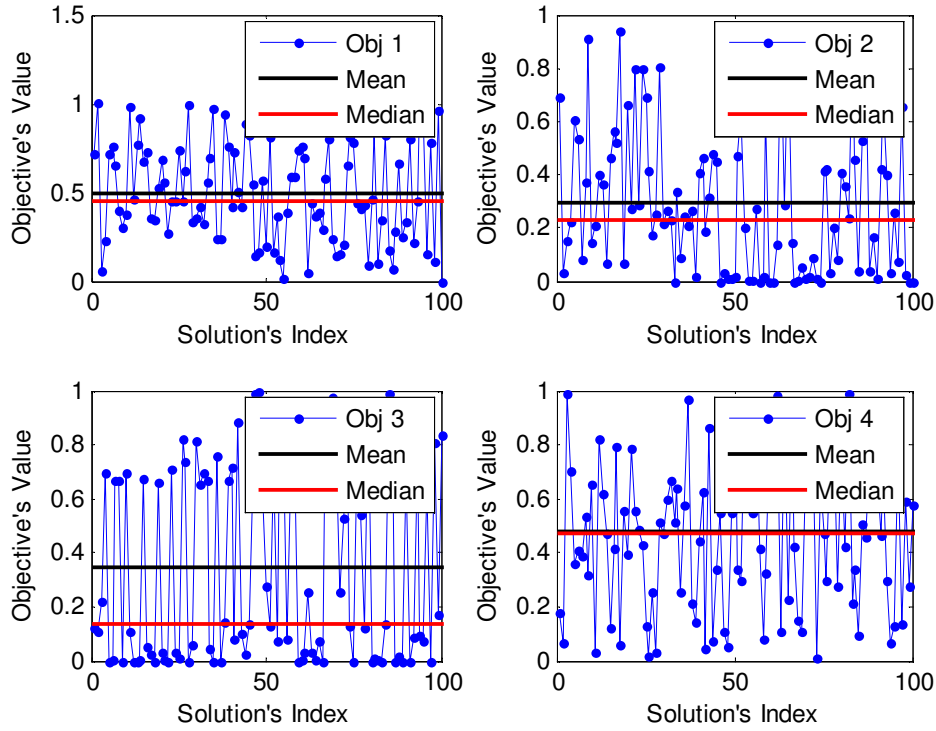 1.5
1
0.5
0
0
50
100
Objective's Value
Solution's Index
Obj 1
Mean
Median
1
0.8
0.6
0.4
0.2
0
0
50
100
Objective's Value
Solution's Index
Obj 2
Mean
Median
1
0.8
0.6
0.4
0.2
0
0
50
100
Objective's Value
Solution's Index
Obj 3
Mean
Median
1
0.8
0.6
0.4
0.2
0
0
50
100
Objective's Value
Solution's Index
Obj 4
Mean
Median